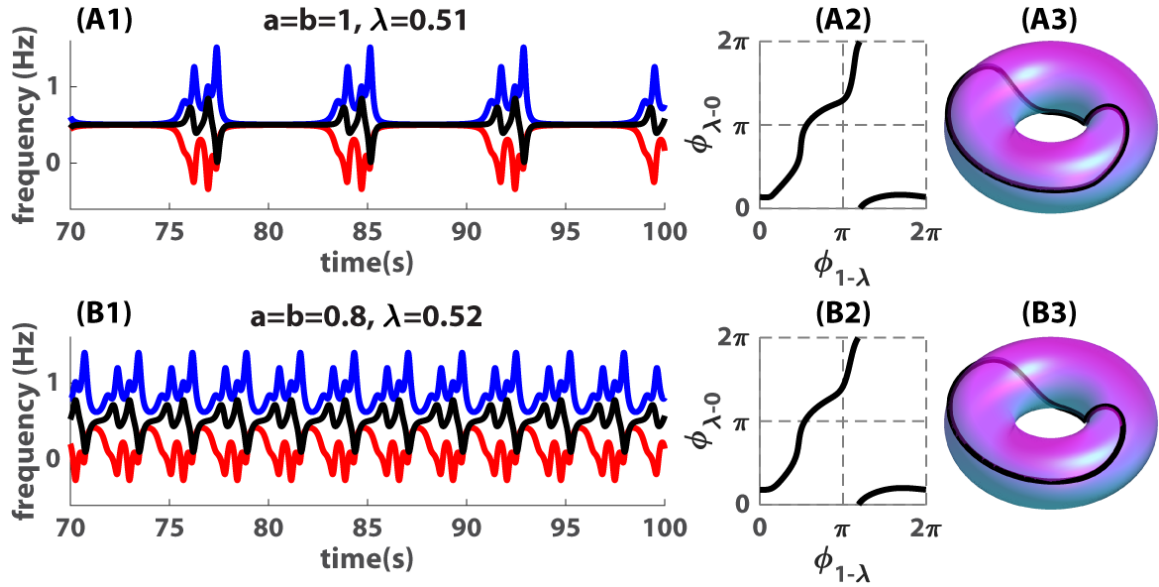 (A1)
a=b=1, λ=0.51
(A2)
(A3)
frequency (Hz)
1
0
70
75
80
85
90
95
100
time(s)
2π
π
0
ϕλ-0
0
π
2π
ϕ1-λ
(B1)
a=b=0.8, λ=0.52
(B2)
(B3)
frequency (Hz)
1
0
70
75
80
85
90
95
100
time(s)
2π
π
0
ϕλ-0
0
π
2π
ϕ1-λ